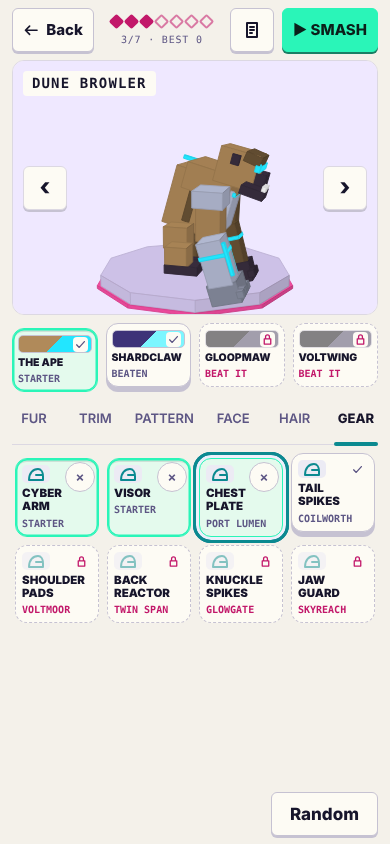 ← Back
3/7 · BEST 0
▶ SMASH
DUNE BROWLER
‹
›
THE APE
STARTER
SHARDCLAW
BEATEN
GLOOPMAW
BEAT IT
VOLTWING
BEAT IT
FUR
TRIM
PATTERN
FACE
HAIR
GEAR
CYBER
ARM
STARTER
×
VISOR
STARTER
×
CHEST
PLATE
PORT LUMEN
×
TAIL
SPIKES
COILWORTH
SHOULDER
PADS
VOLTMOOR
BACK
REACTOR
TWIN SPAN
KNUCKLE
SPIKES
GLOWGATE
JAW
GUARD
SKYREACH
Random